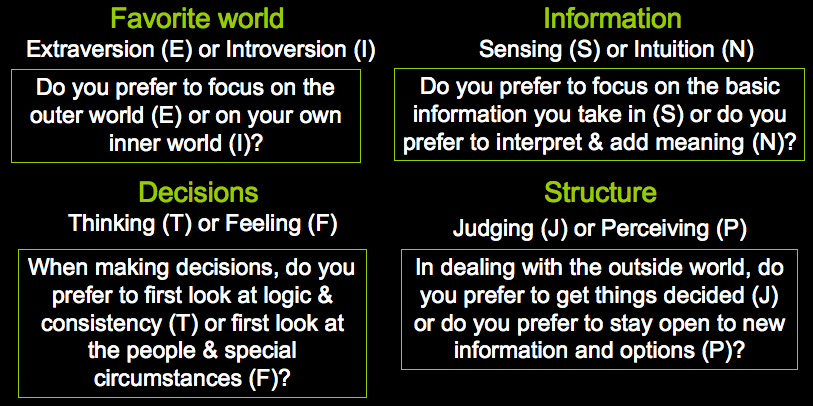 Favorite world
Extraversion (E) or Introversion (I)
Do you prefer to focus on the
outer world (E) or on your own
inner world (I)?
Information
Sensing (S) or Intuition (N)
Do you prefer to focus on the basic
information you take in (S) or do you
prefer to interpret & add meaning (N)?
Decisions
Thinking (T) or Feeling (F)
When making decisions, do you
prefer to first look at logic &
consistency (T) or first look at
the people & special
circumstances (F)?
Structure
Judging (J) or Perceiving (P)
In dealing with the outside world, do
you prefer to get things decided (J)
or do you prefer to stay open to new
information and options (P)?